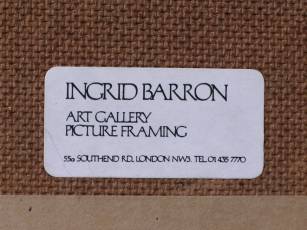 INGRID BARRON
ART GALLERY
PICTURE FRAMING
55a SOUTHEND RD, LONDON NW3. TEL 01 435 7770